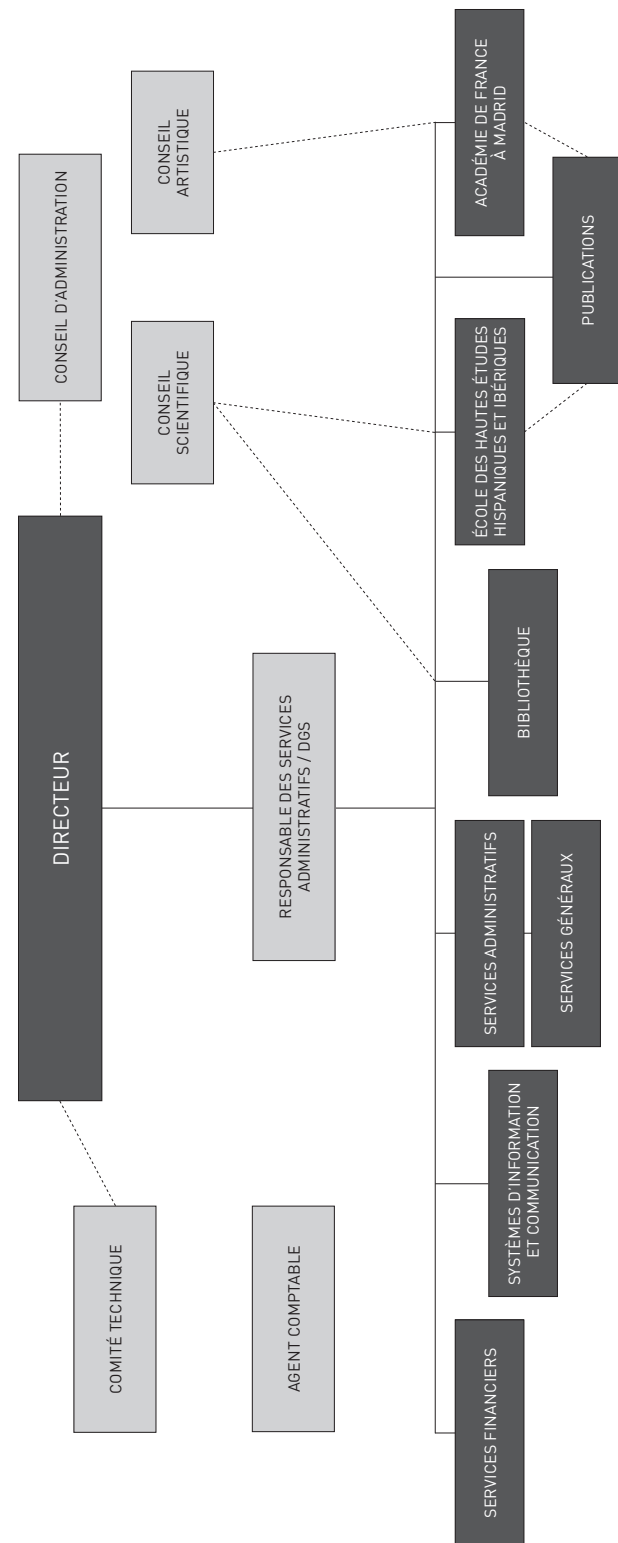 DIRECTEUR
CONSEIL D'ADMINISTRATION
COMITÉ TECHNIQUE
CONSEIL
SCIENTIFIQUE
CONSEIL
ARTISTIQUE
AGENT COMPTABLE
RESPONSABLE DES SERVICES
ADMINISTRATIFS / DGS
SERVICES FINANCIERS
SYSTÈMES D'INFORMATION
ET COMMUNICATION
SERVICES ADMINISTRATIFS
SERVICES GÉNÉRAUX
BIBLIOTHÈQUE
ÉCOLE DES HAUTES ÉTUDES
HISPANIQUES ET IBÉRIQUES
ACADÉMIE DE FRANCE
À MADRID
PUBLICATIONS